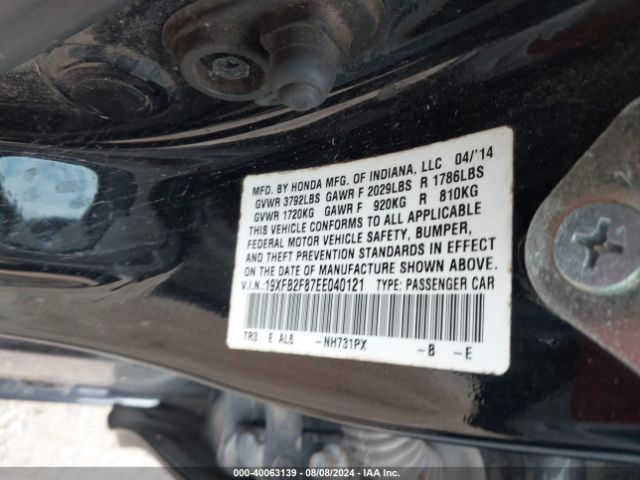 MFD. BY HONDA MFG. OF INDIANA, LLC 04/'14
GVWR 3792LBS GAWR F 2029LBS R 1786LBS
GVWR 1720KG GAWR F 920KG R 810KG
THIS VEHICLE CONFORMS TO ALL APPLICABLE
FEDERAL MOTOR VEHICLE SAFETY, BUMPER,
AND THEFT PREVENTION STANDARDS IN EFFECT
ON THE DATE OF MANUFACTURE SHOWN ABOVE.
V.I.N.:19XFB2F87EE040121 TYPE: PASSENGER CAR
TR3 E AL6 -NH731PX -B -E
000-40063139 - 08/08/2024 - IAA Inc.